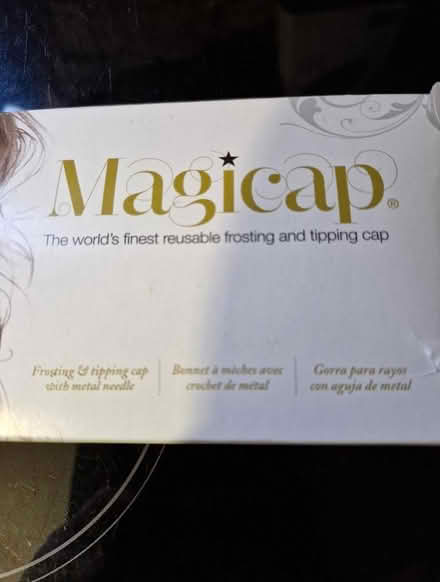 Magicap®
The world's finest reusable frosting and tipping cap
Frosting & tipping cap
with metal needle
Bonnet à mèches avec
crochet de métal
Gorra para rayos
con aguja de metal